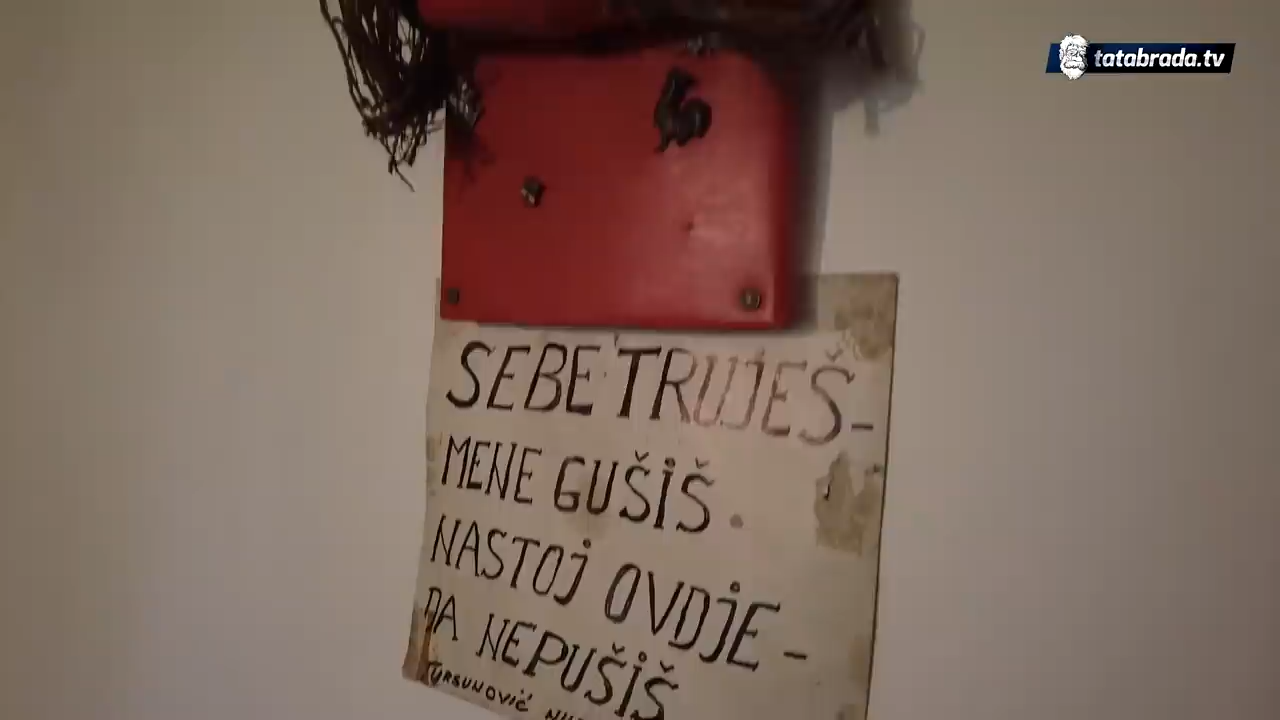 tatabrada.tv
SEBE TRUJEŠ-
MENE GUŠIŠ.
NASTOJ OVDJE-
DA NEPUŠIŠ